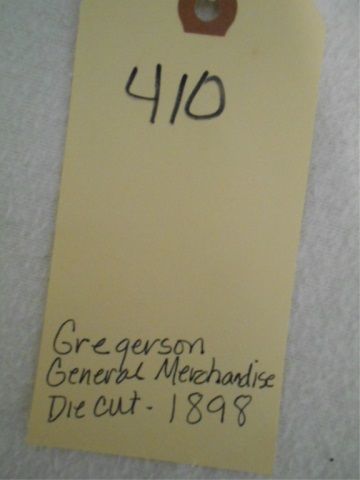 410
Gregerson
General Merchandise
Die cut - 1898